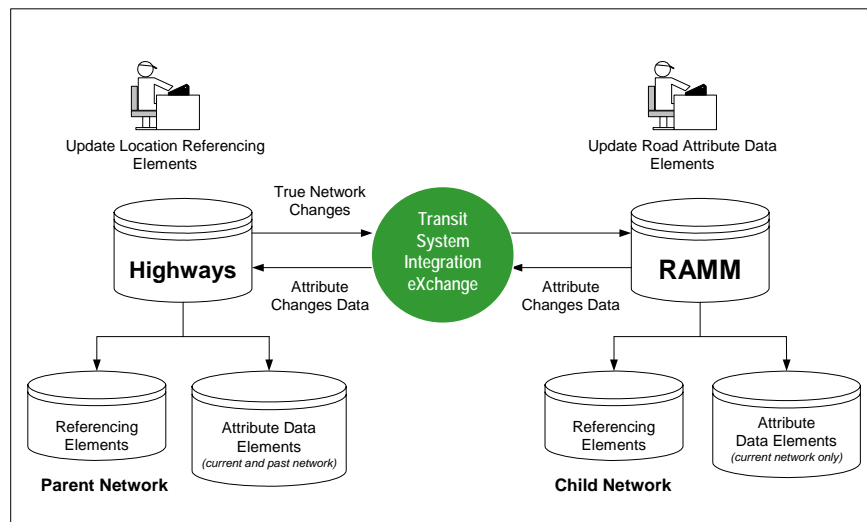 Update Location Referencing
Elements
Update Road Attribute Data
Elements
True Network
Changes
Transit
System
Integration
eXchange
Highways
RAMM
Attribute
Changes Data
Attribute
Changes Data
Referencing
Elements
Attribute Data
Elements
(current and past network)
Referencing
Elements
Attribute
Data Elements
(current network only)
Parent Network
Child Network